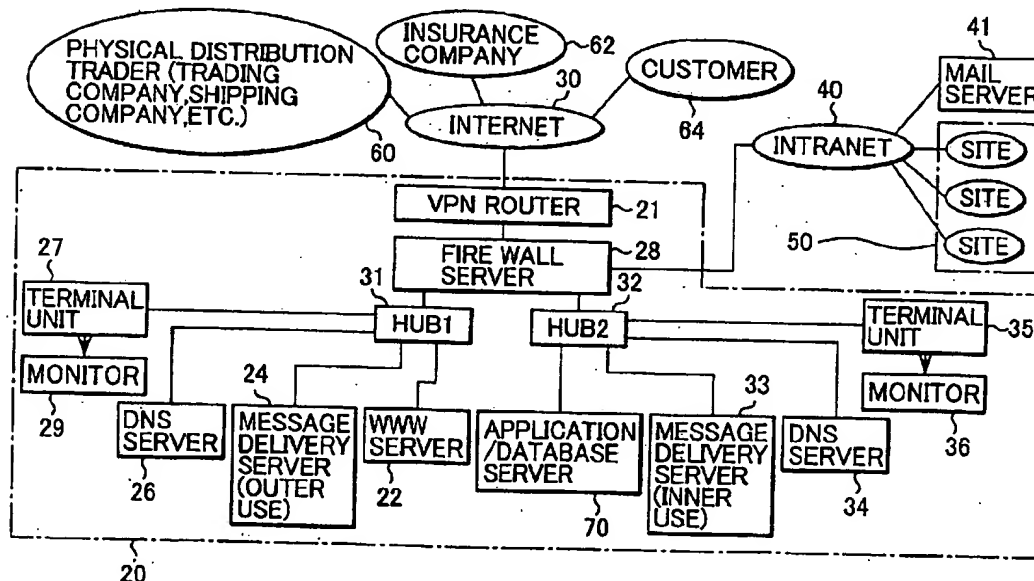 PHYSICAL DISTRIBUTION
TRADER (TRADING
COMPANY,SHIPPING
COMPANY,ETC.)
60
INSURANCE
COMPANY
62
30
INTERNET
CUSTOMER
64
40
INTRANET
41
MAIL
SERVER
SITE
SITE
SITE
50
VPN ROUTER
21
FIRE WALL
SERVER
28
27
TERMINAL
UNIT
31
HUB1
32
HUB2
TERMINAL
UNIT
35
MONITOR
29
MONITOR
36
DNS
SERVER
26
24
MESSAGE
DELIVERY
SERVER
(OUTER
USE)
WWW
SERVER
22
APPLICATION
/DATABASE
SERVER
70
33
MESSAGE
DELIVERY
SERVER
(INNER
USE)
DNS
SERVER
34
20